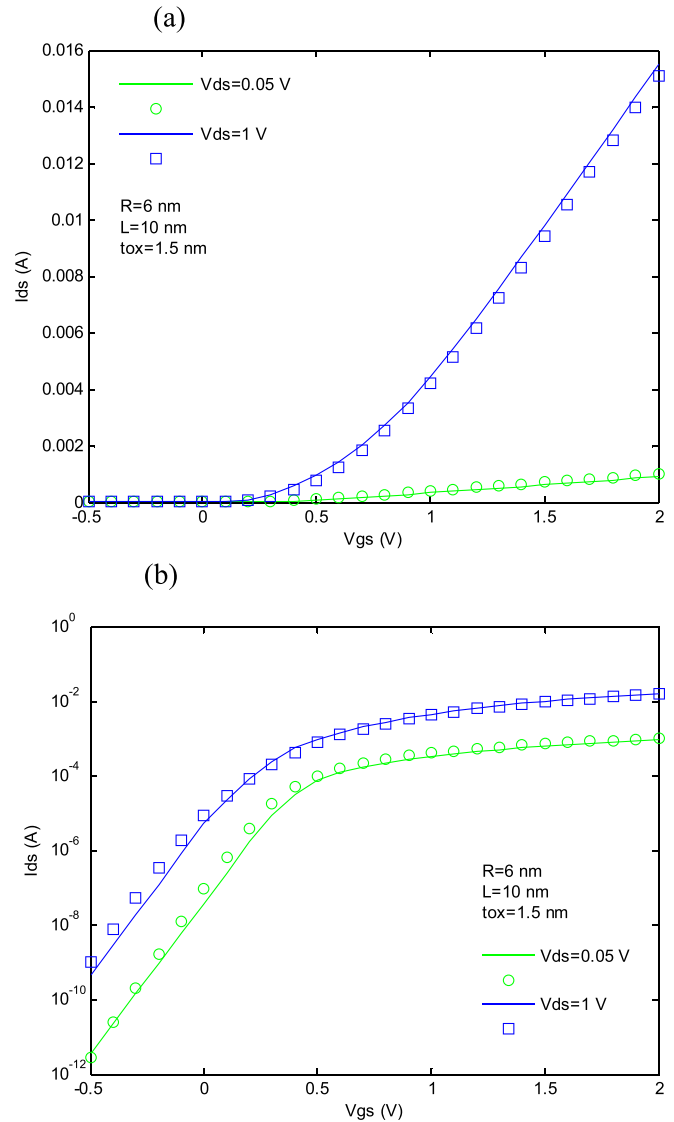 (a)
0.016
0.014
0.012
0.01
0.008
0.006
0.004
0.002
0
Ids (A)
Vds=0.05 V
Vds=1 V
R=6 nm
L=10 nm
tox=1.5 nm
-0.5
0
0.5
1
1.5
2
Vgs (V)
(b)
10^0
10^-2
10^-4
10^-6
10^-8
10^-10
10^-12
Ids (A)
R=6 nm
L=10 nm
tox=1.5 nm
Vds=0.05 V
Vds=1 V
-0.5
0
0.5
1
1.5
2
Vgs (V)